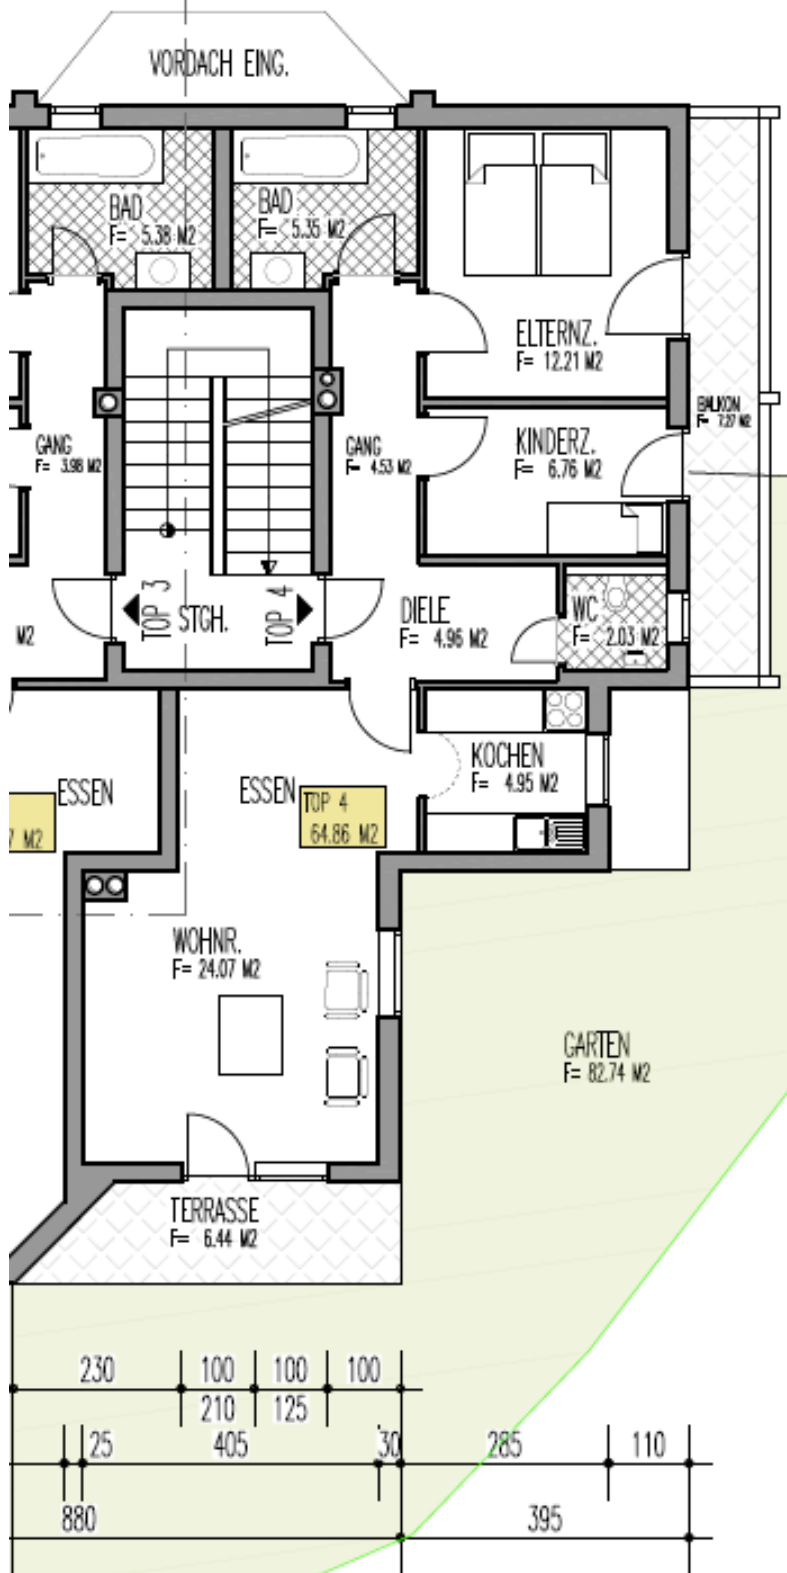 VORDACH EING.
BAD
F= 5.38 M2
BAD
F= 5.35 M2
ELTERNZ.
F= 12.21 M2
BALKON
F= 7.27 M2
GANG
F= 3.98 M2
GANG
F= 4.53 M2
KINDERZ.
F= 6.76 M2
TOP 3
STGH.
TOP 4
M2
DIELE
F= 4.96 M2
WC
F= 2.03 M2
ESSEN
7 M2
ESSEN
TOP 4
64.86 M2
KOCHEN
F= 4.95 M2
WOHNR.
F= 24.07 M2
GARTEN
F= 82.74 M2
TERRASSE
F= 6.44 M2
230 100 100 100
210 125
25 405 30 285 110
880 395